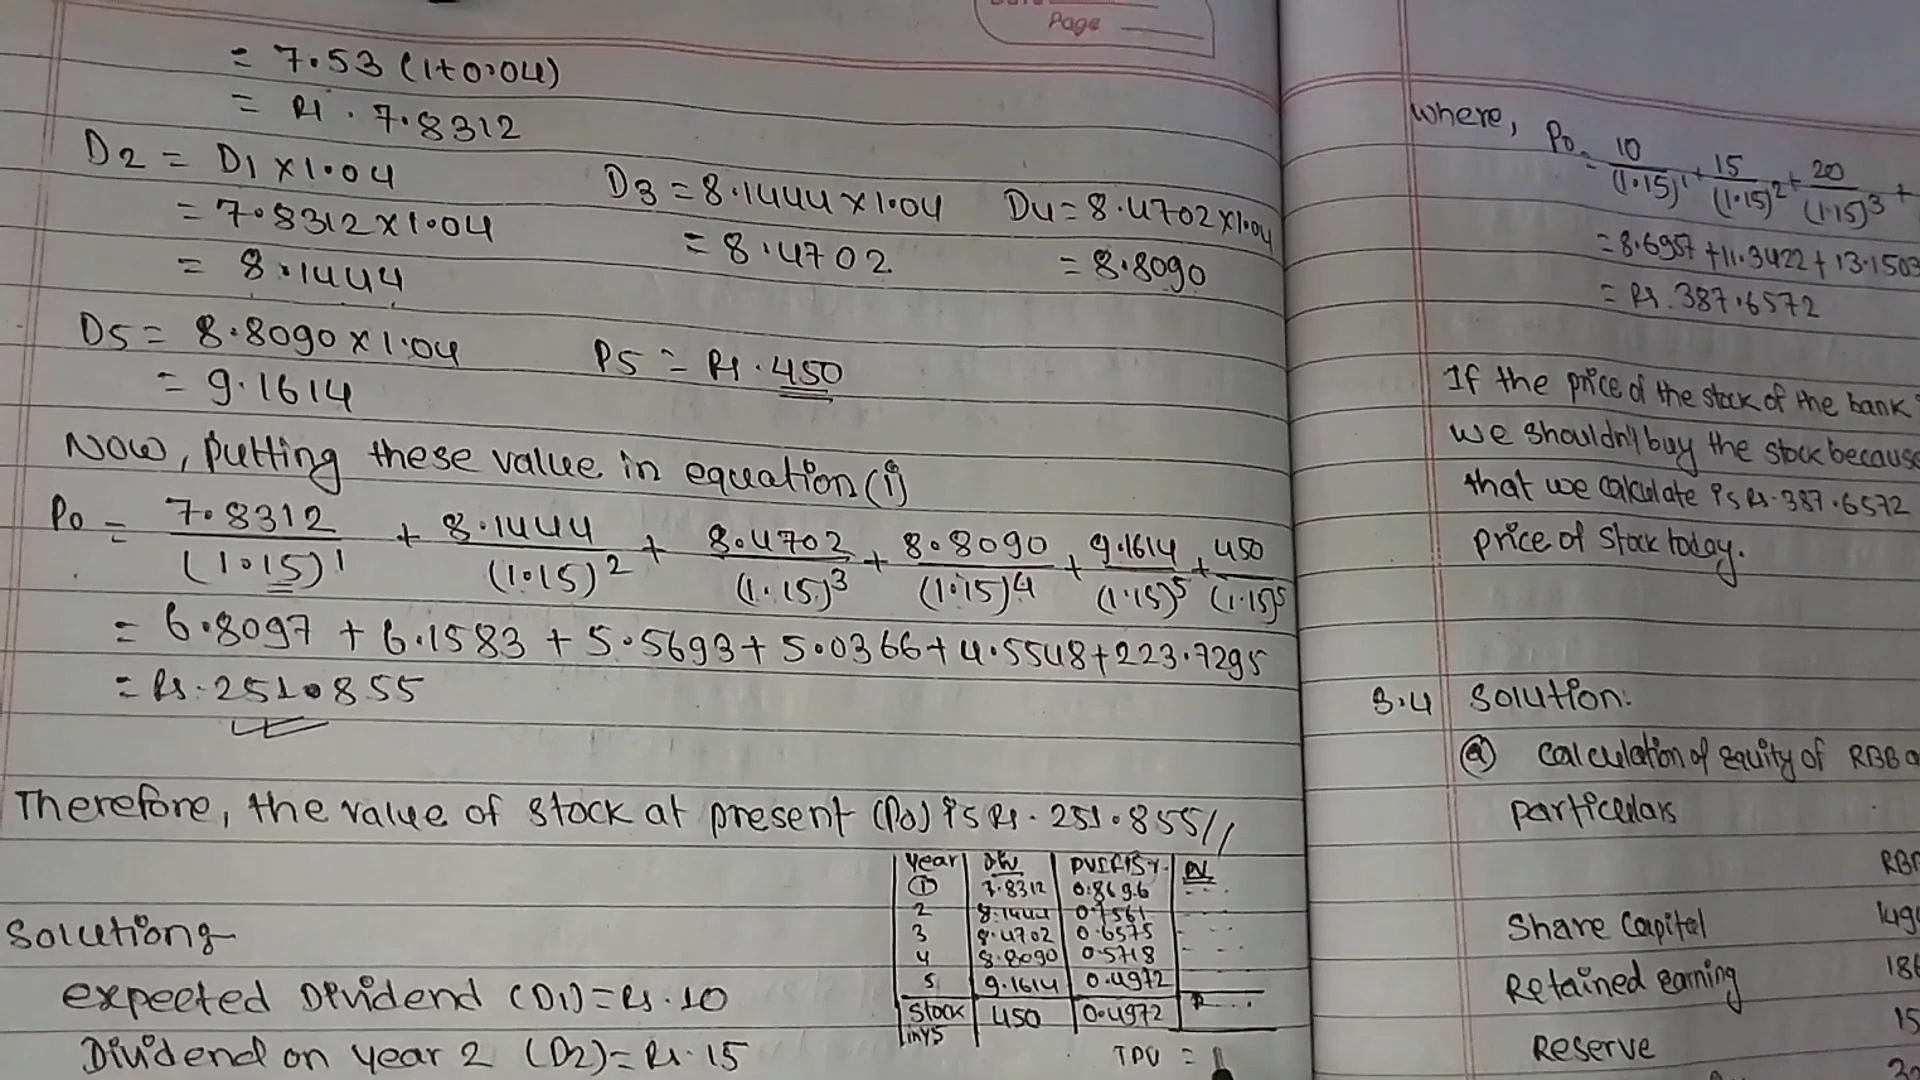 Page
= 7.53 (1+0.04)
= Rs. 7.8312
D2 = D1 x 1.04
= 7.8312 x 1.04
= 8.1444
D3 = 8.1444 x 1.04
= 8.4702
D4 = 8.4702 x 1.04
= 8.8090
D5 = 8.8090 x 1.04
= 9.1614
P5 = Rs. 450
Now, putting these value in equation (i)
P0 = 7.8312/(1.15)^1 + 8.1444/(1.15)^2 + 8.4702/(1.15)^3 + 8.8090/(1.15)^4 + 9.1614/(1.15)^5 + 450/(1.15)^5
= 6.8097 + 6.1583 + 5.5693 + 5.0366 + 4.5548 + 223.7295
= Rs. 251.855
Therefore, the value of stock at present (P0) is Rs. 251.855//
Year Div PVIF15% PV
1 7.8312 0.8696
2 8.1444 0.7561
3 8.4702 0.6575
4 8.8090 0.5718
5 9.1614 0.4972
Stock 450 0.4972
in Y5
TPV =
Solution:-
expected Dividend (D1) = Rs. 10
Dividend on year 2 (D2) = Rs. 15
Where, P0 = 10/(1.15)^1 + 15/(1.15)^2 + 20/(1.15)^3 +
= 8.6957 + 11.3422 + 13.1503
= Rs. 387.6572
If the price of the stock of the bank
we shouldn't buy the stock because
that we calculate is Rs. 387.6572
price of stock today.
3.4 Solution:
(a) Calculation of equity of RBB
particulars
Share Capital
Retained earning
Reserve